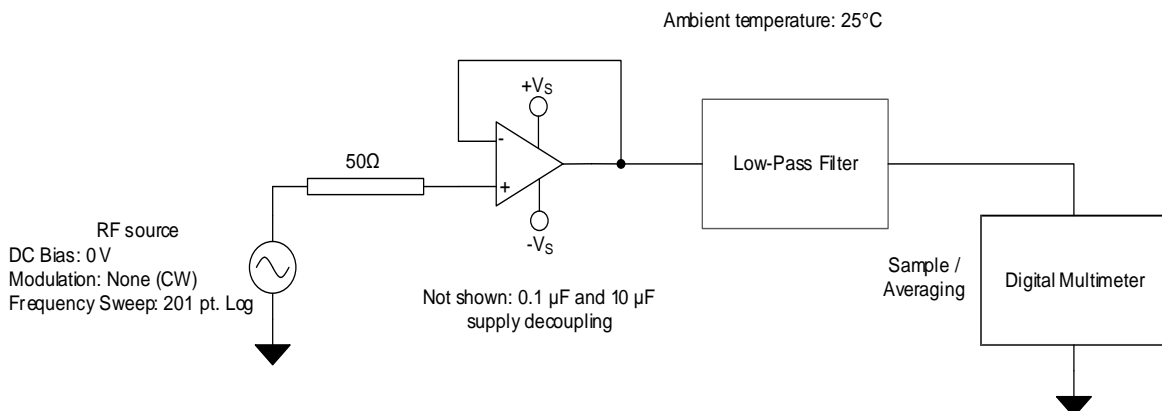 Ambient temperature: 25°C
+VS
-
50Ω
+
Low-Pass Filter
-VS
RF source
DC Bias: 0 V
Modulation: None (CW)
Frequency Sweep: 201 pt. Log
Not shown: 0.1 µF and 10 µF
supply decoupling
Sample /
Averaging
Digital Multimeter